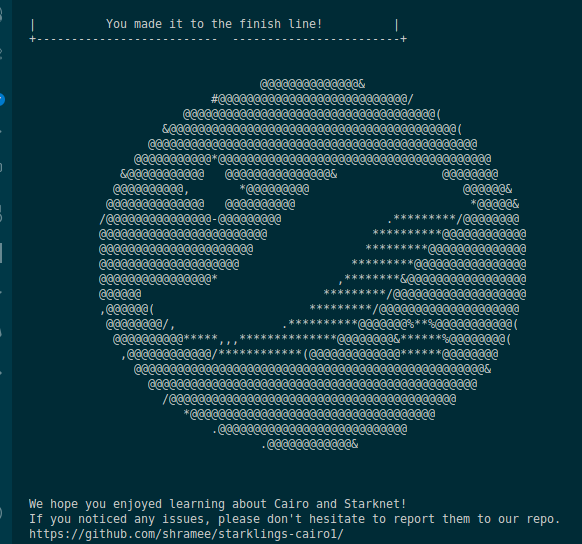 You made it to the finish line!
We hope you enjoyed learning about Cairo and Starknet!
If you noticed any issues, please don't hesitate to report them to our repo.
https://github.com/shramee/starklings-cairo1/